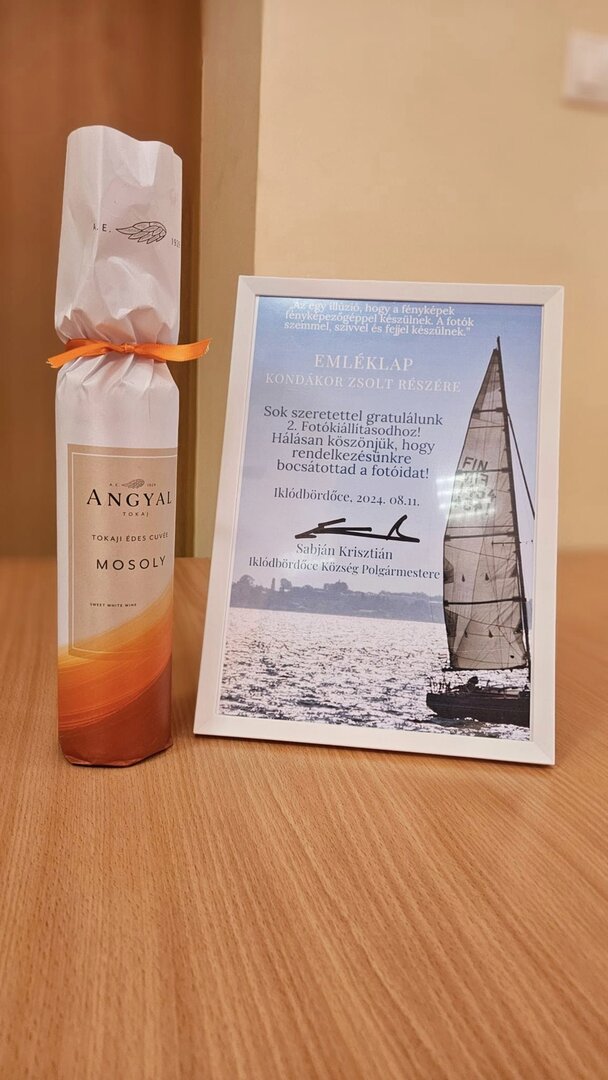 A. E.
1925
A. E. 1924
ANGYAL
TOKAJ
TOKAJI ÉDES CUVÉE
MOSOLY
SWEET WHITE WINE
„Az egy illúzió, hogy a fényképek
fényképezőgéppel készülnek. A fotók
szemmel, szívvel és fejjel készülnek.”
EMLÉKLAP
KONDÁKOR ZSOLT RÉSZÉRE
Sok szeretettel gratulálunk
2. Fotókiállításodhoz!
Hálásan köszönjük, hogy
rendelkezésünkre
bocsátottad a fotóidat!
Iklódbördőce, 2024. 08.11.
Sabján Krisztián
Iklódbördőce Község Polgármestere
FIN